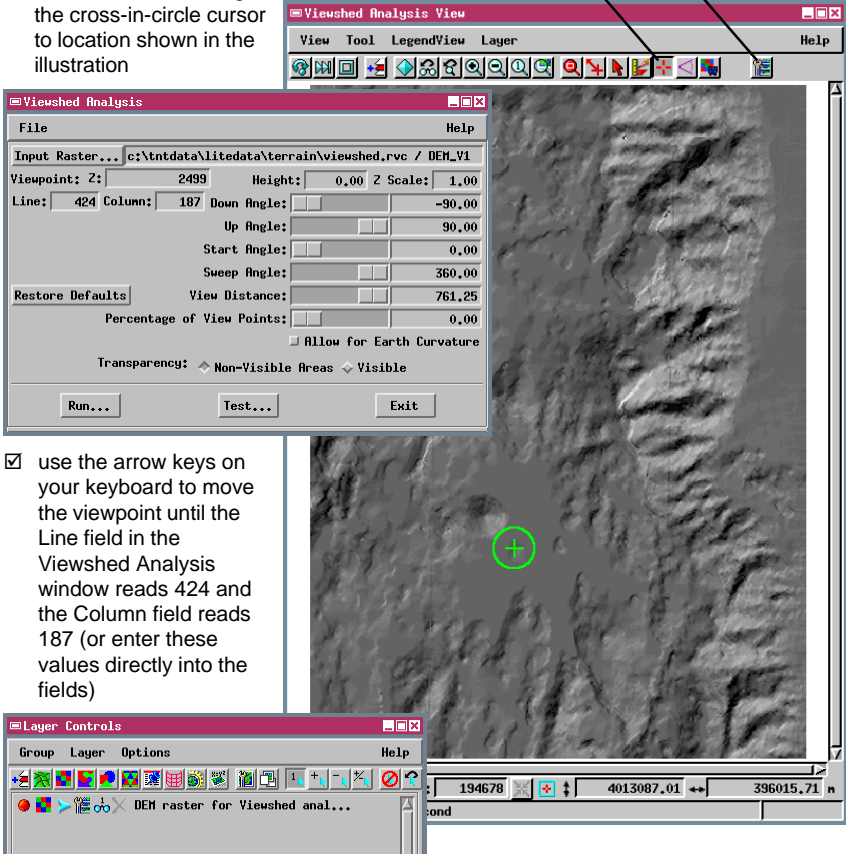 the cross-in-circle cursor
to location shown in the
illustration
Viewshed Analysis View
View Tool LegendView Layer Help
Viewshed Analysis
File Help
Input Raster... c:\tntdata\litedata\terrain\viewshed.rvc / DEM_V1
Viewpoint: Z: 2499 Height: 0.00 Z Scale: 1.00
Line: 424 Column: 187 Down Angle: -90.00
Up Angle: 90.00
Start Angle: 0.00
Sweep Angle: 360.00
Restore Defaults View Distance: 761.25
Percentage of View Points: 0.00
Allow for Earth Curvature
Transparency: Non-Visible Areas Visible
Run... Test... Exit
☑ use the arrow keys on
your keyboard to move
the viewpoint until the
Line field in the
Viewshed Analysis
window reads 424 and
the Column field reads
187 (or enter these
values directly into the
fields)
Layer Controls
Group Layer Options Help
DEM raster for Viewshed anal...
: 194678 4013087.01 396015.71 m
cond